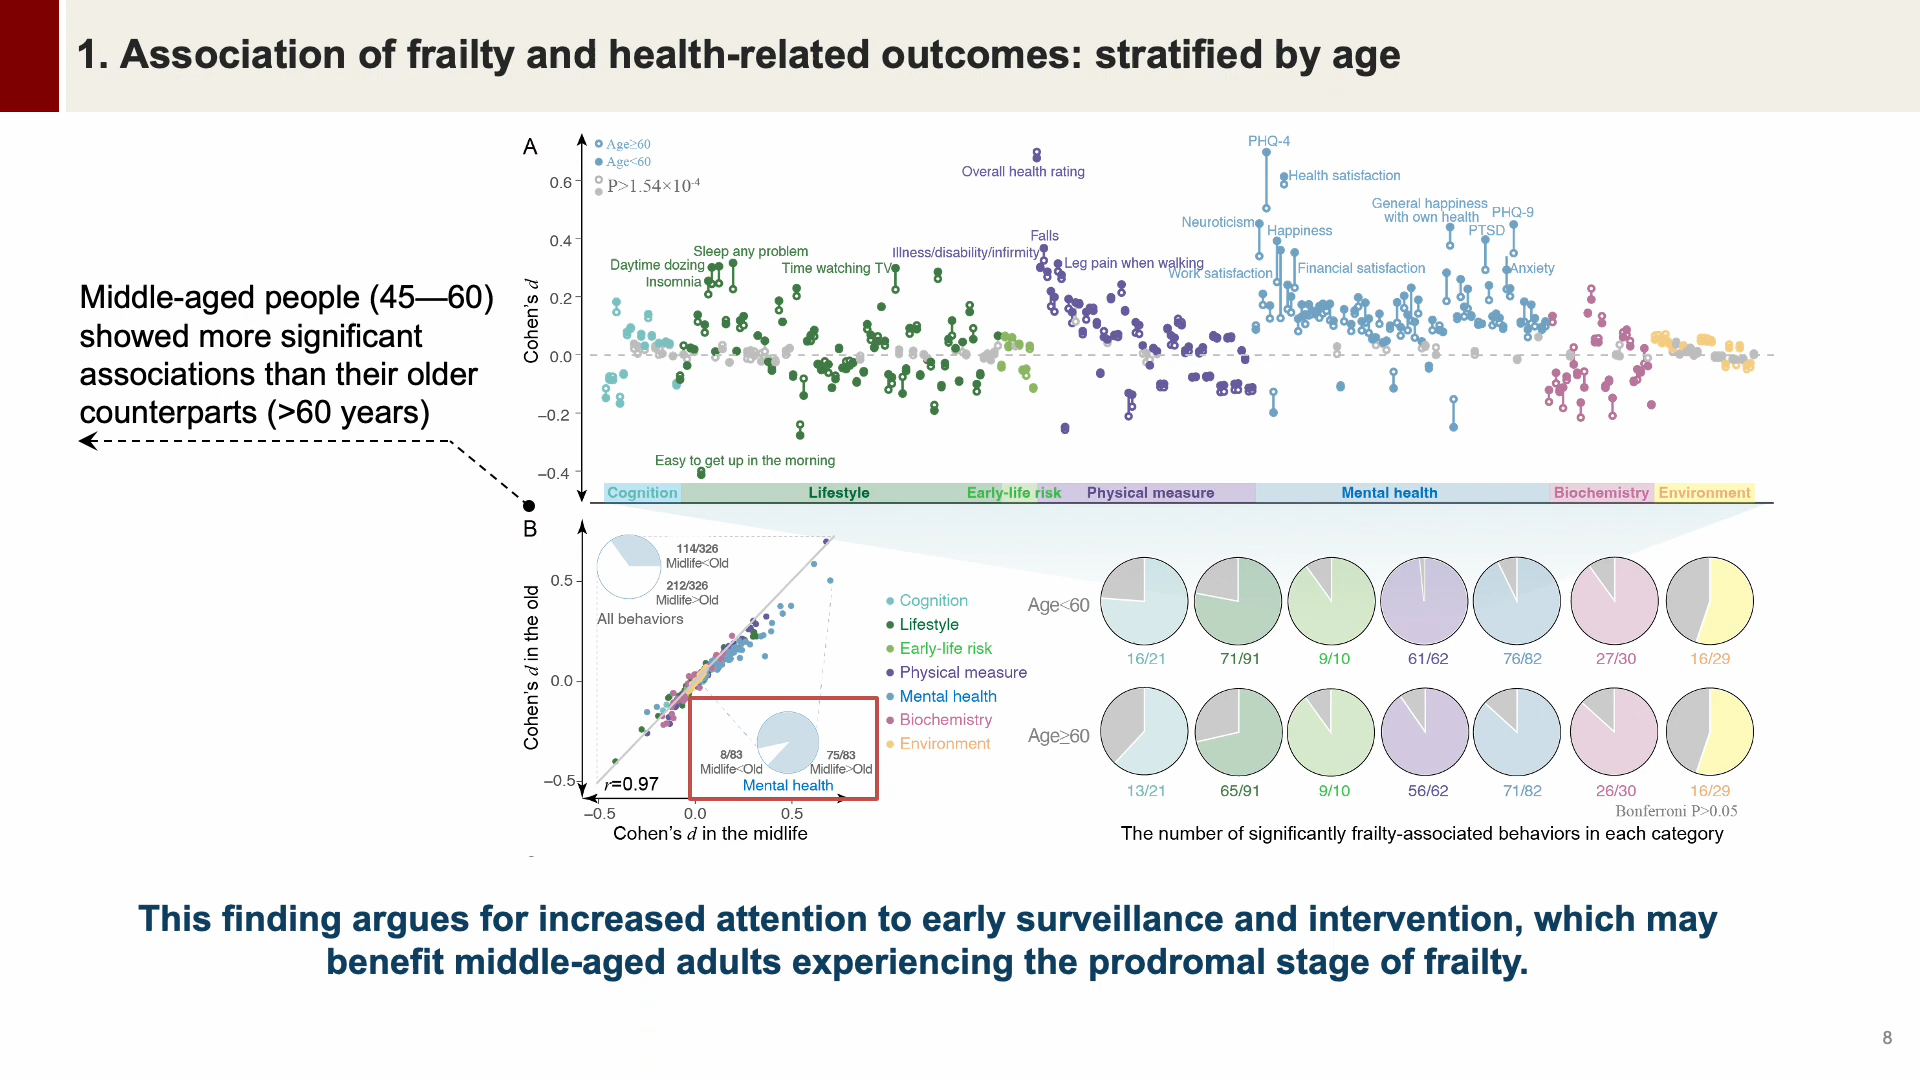 1. Association of frailty and health-related outcomes: stratified by age
Middle-aged people (45—60)
showed more significant
associations than their older
counterparts (>60 years)
A
Age≥60
Age<60
P>1.54×10⁻⁴
Cohen's d
0.6
0.4
0.2
0.0
−0.2
−0.4
Overall health rating
PHQ-4
Health satisfaction
General happiness
with own health
PHQ-9
Neuroticism
Happiness
PTSD
Falls
Sleep any problem
Illness/disability/infirmity
Daytime dozing
Time watching TV
Leg pain when walking
Work satisfaction
Financial satisfaction
Anxiety
Insomnia
Easy to get up in the morning
Cognition
Lifestyle
Early-life risk
Physical measure
Mental health
Biochemistry
Environment
B
Cohen's d in the old
0.5
0.0
−0.5
114/326
Midlife<Old
212/326
Midlife>Old
All behaviors
8/83
Midlife<Old
75/83
Midlife>Old
Mental health
r=0.97
−0.5
0.0
0.5
Cohen's d in the midlife
Cognition
Lifestyle
Early-life risk
Physical measure
Mental health
Biochemistry
Environment
Age<60
16/21
71/91
9/10
61/62
76/82
27/30
16/29
Age≥60
13/21
65/91
9/10
56/62
71/82
26/30
16/29
Bonferroni P>0.05
The number of significantly frailty-associated behaviors in each category
This finding argues for increased attention to early surveillance and intervention, which may
benefit middle-aged adults experiencing the prodromal stage of frailty.
8